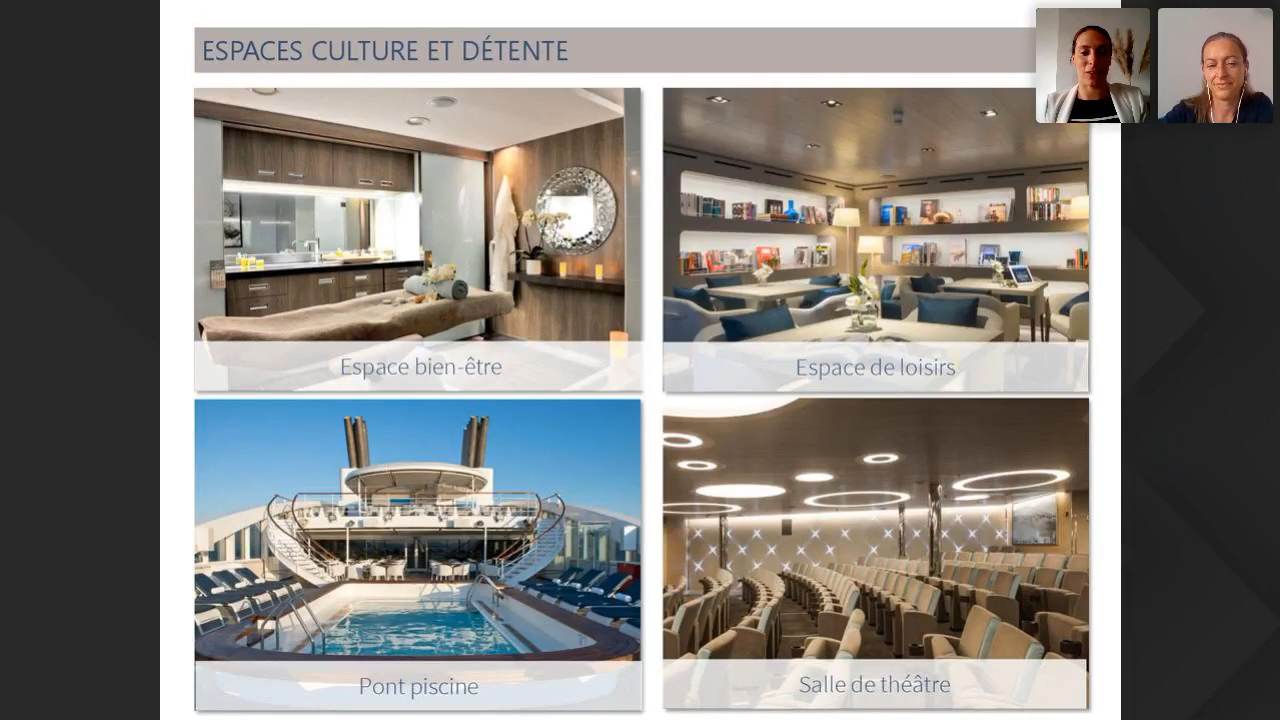 ESPACES CULTURE ET DÉTENTE
Espace bien-être
Espace de loisirs
Pont piscine
Salle de théâtre